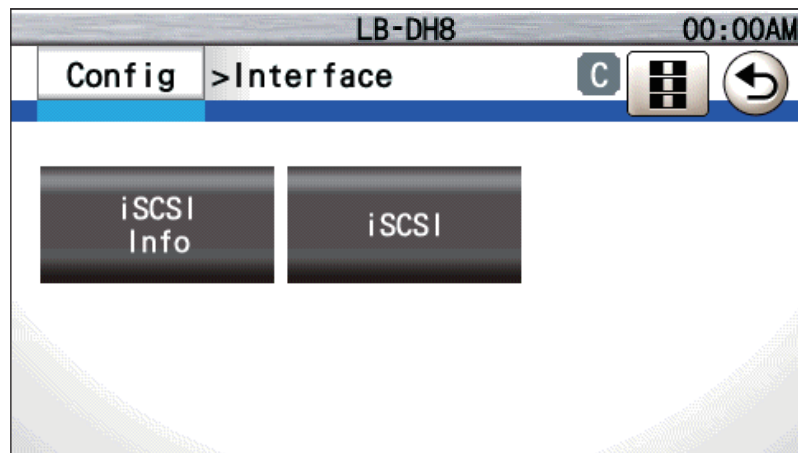 LB-DH8 00:00AM
Config >Interface C
iSCSI
Info
iSCSI